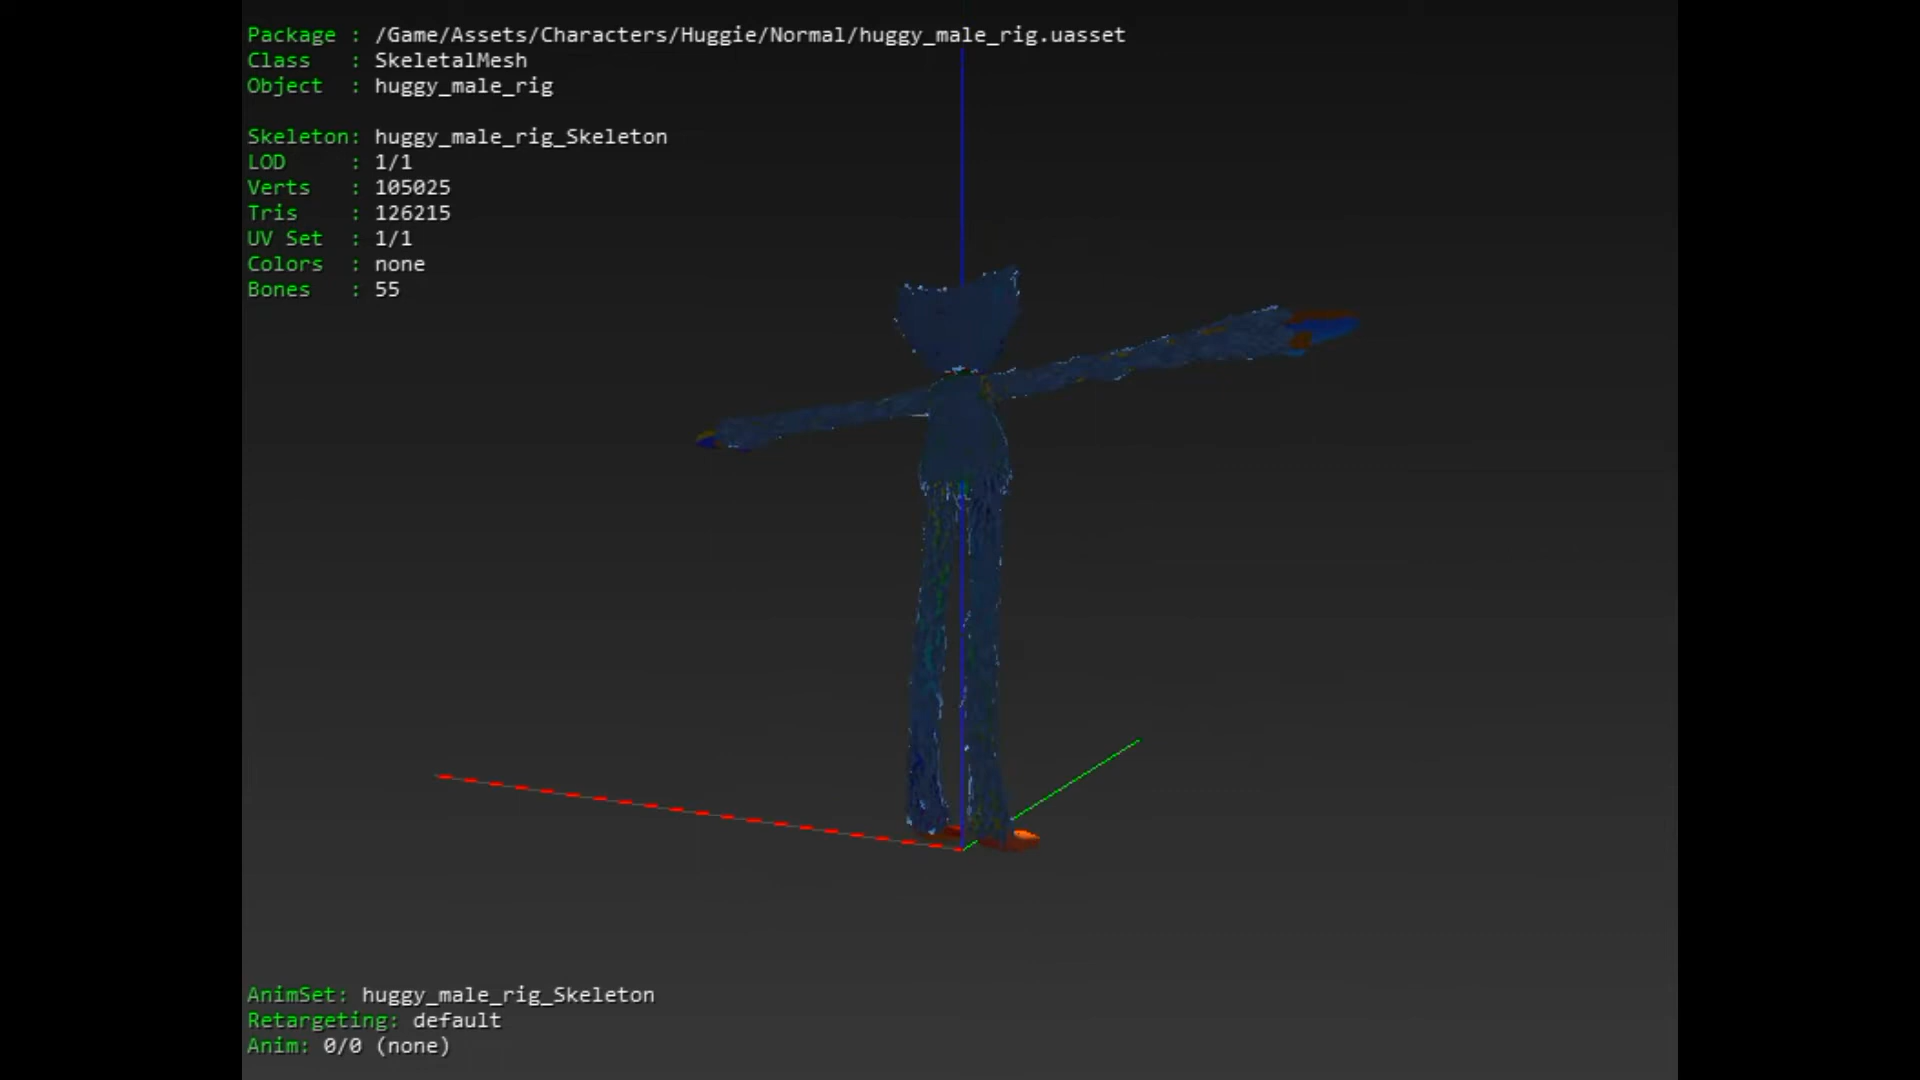 Package : /Game/Assets/Characters/Huggie/Normal/huggy_male_rig.uasset
Class : SkeletalMesh
Object : huggy_male_rig
Skeleton: huggy_male_rig_Skeleton
LOD : 1/1
Verts : 105025
Tris : 126215
UV Set : 1/1
Colors : none
Bones : 55
AnimSet: huggy_male_rig_Skeleton
Retargeting: default
Anim: 0/0 (none)